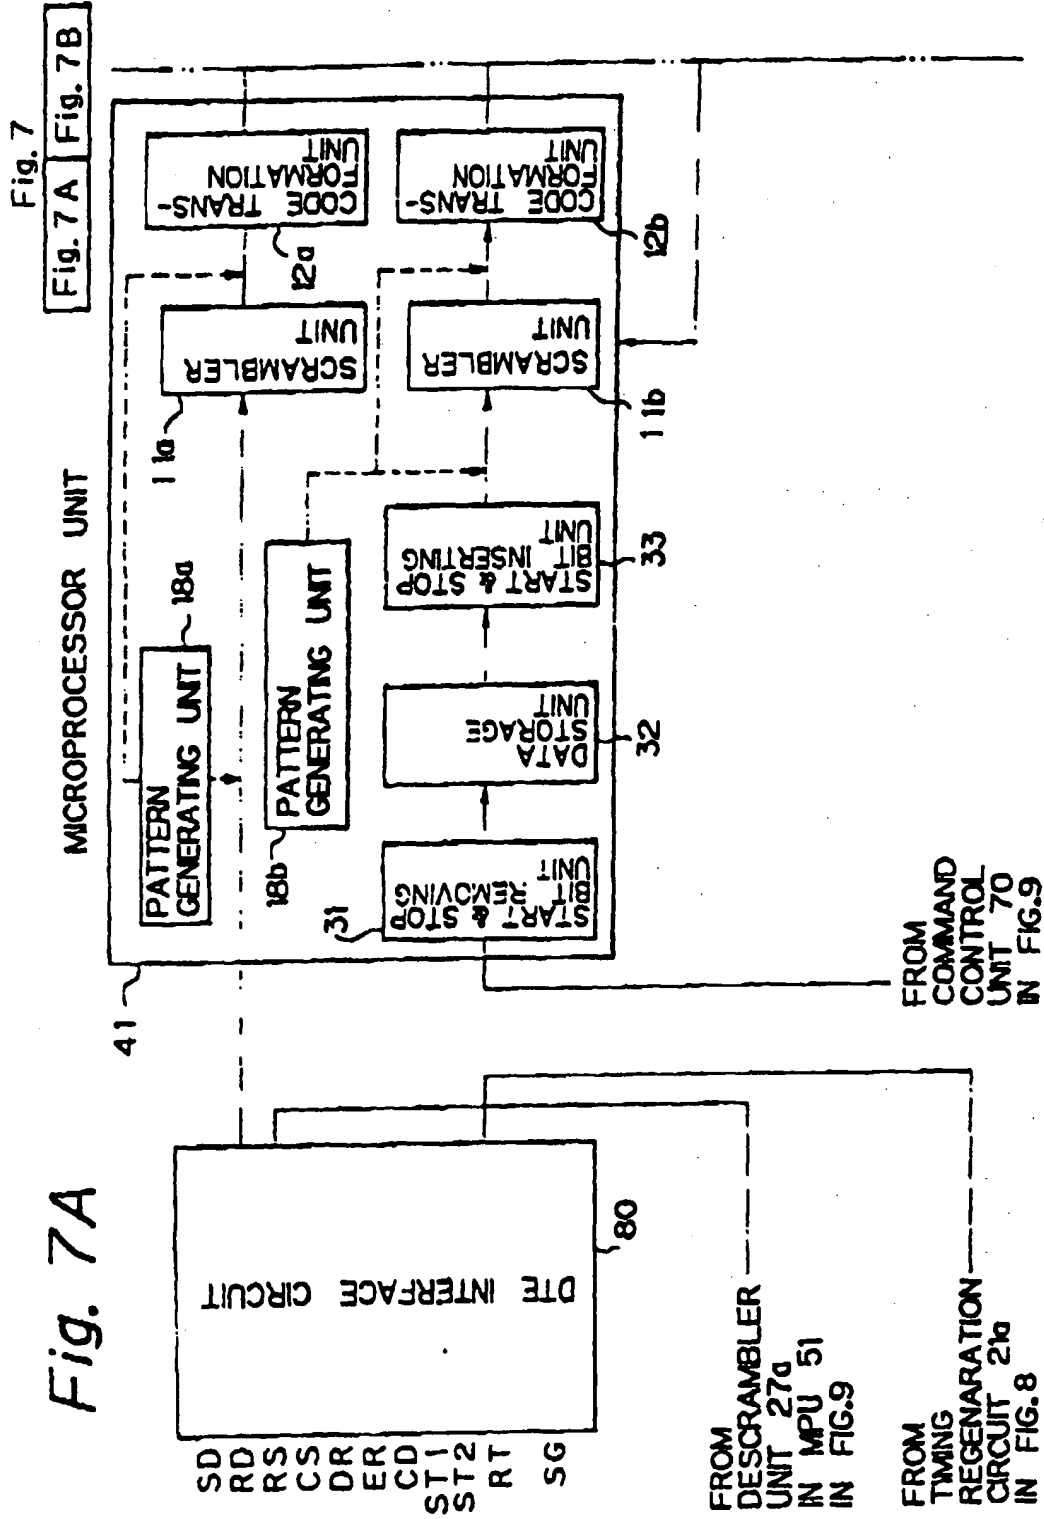 Fig. 7A
Fig. 7
Fig. 7A Fig. 7B
MICROPROCESSOR UNIT
41
PATTERN
GENERATING UNIT
18a
SCRAMBLER
UNIT
11a
CODE TRANS-
FORMATION
UNIT
12a
PATTERN
GENERATING UNIT
18b
START & STOP
BIT REMOVING
UNIT
31
DATA
STORAGE
UNIT
32
START & STOP
BIT INSERTING
UNIT
33
SCRAMBLER
UNIT
11b
CODE TRANS-
FORMATION
UNIT
12b
SD
RD
RS
CS
DR
ER
CD
ST1
ST2
RT
SG
DTE INTERFACE CIRCUIT
80
FROM
DESCRAMBLER
UNIT 27a
IN MPU 51
IN FIG.9
FROM
TIMING
REGENARATION
CIRCUIT 21a
IN FIG.8
FROM
COMMAND
CONTROL
UNIT 70
IN FIG.9